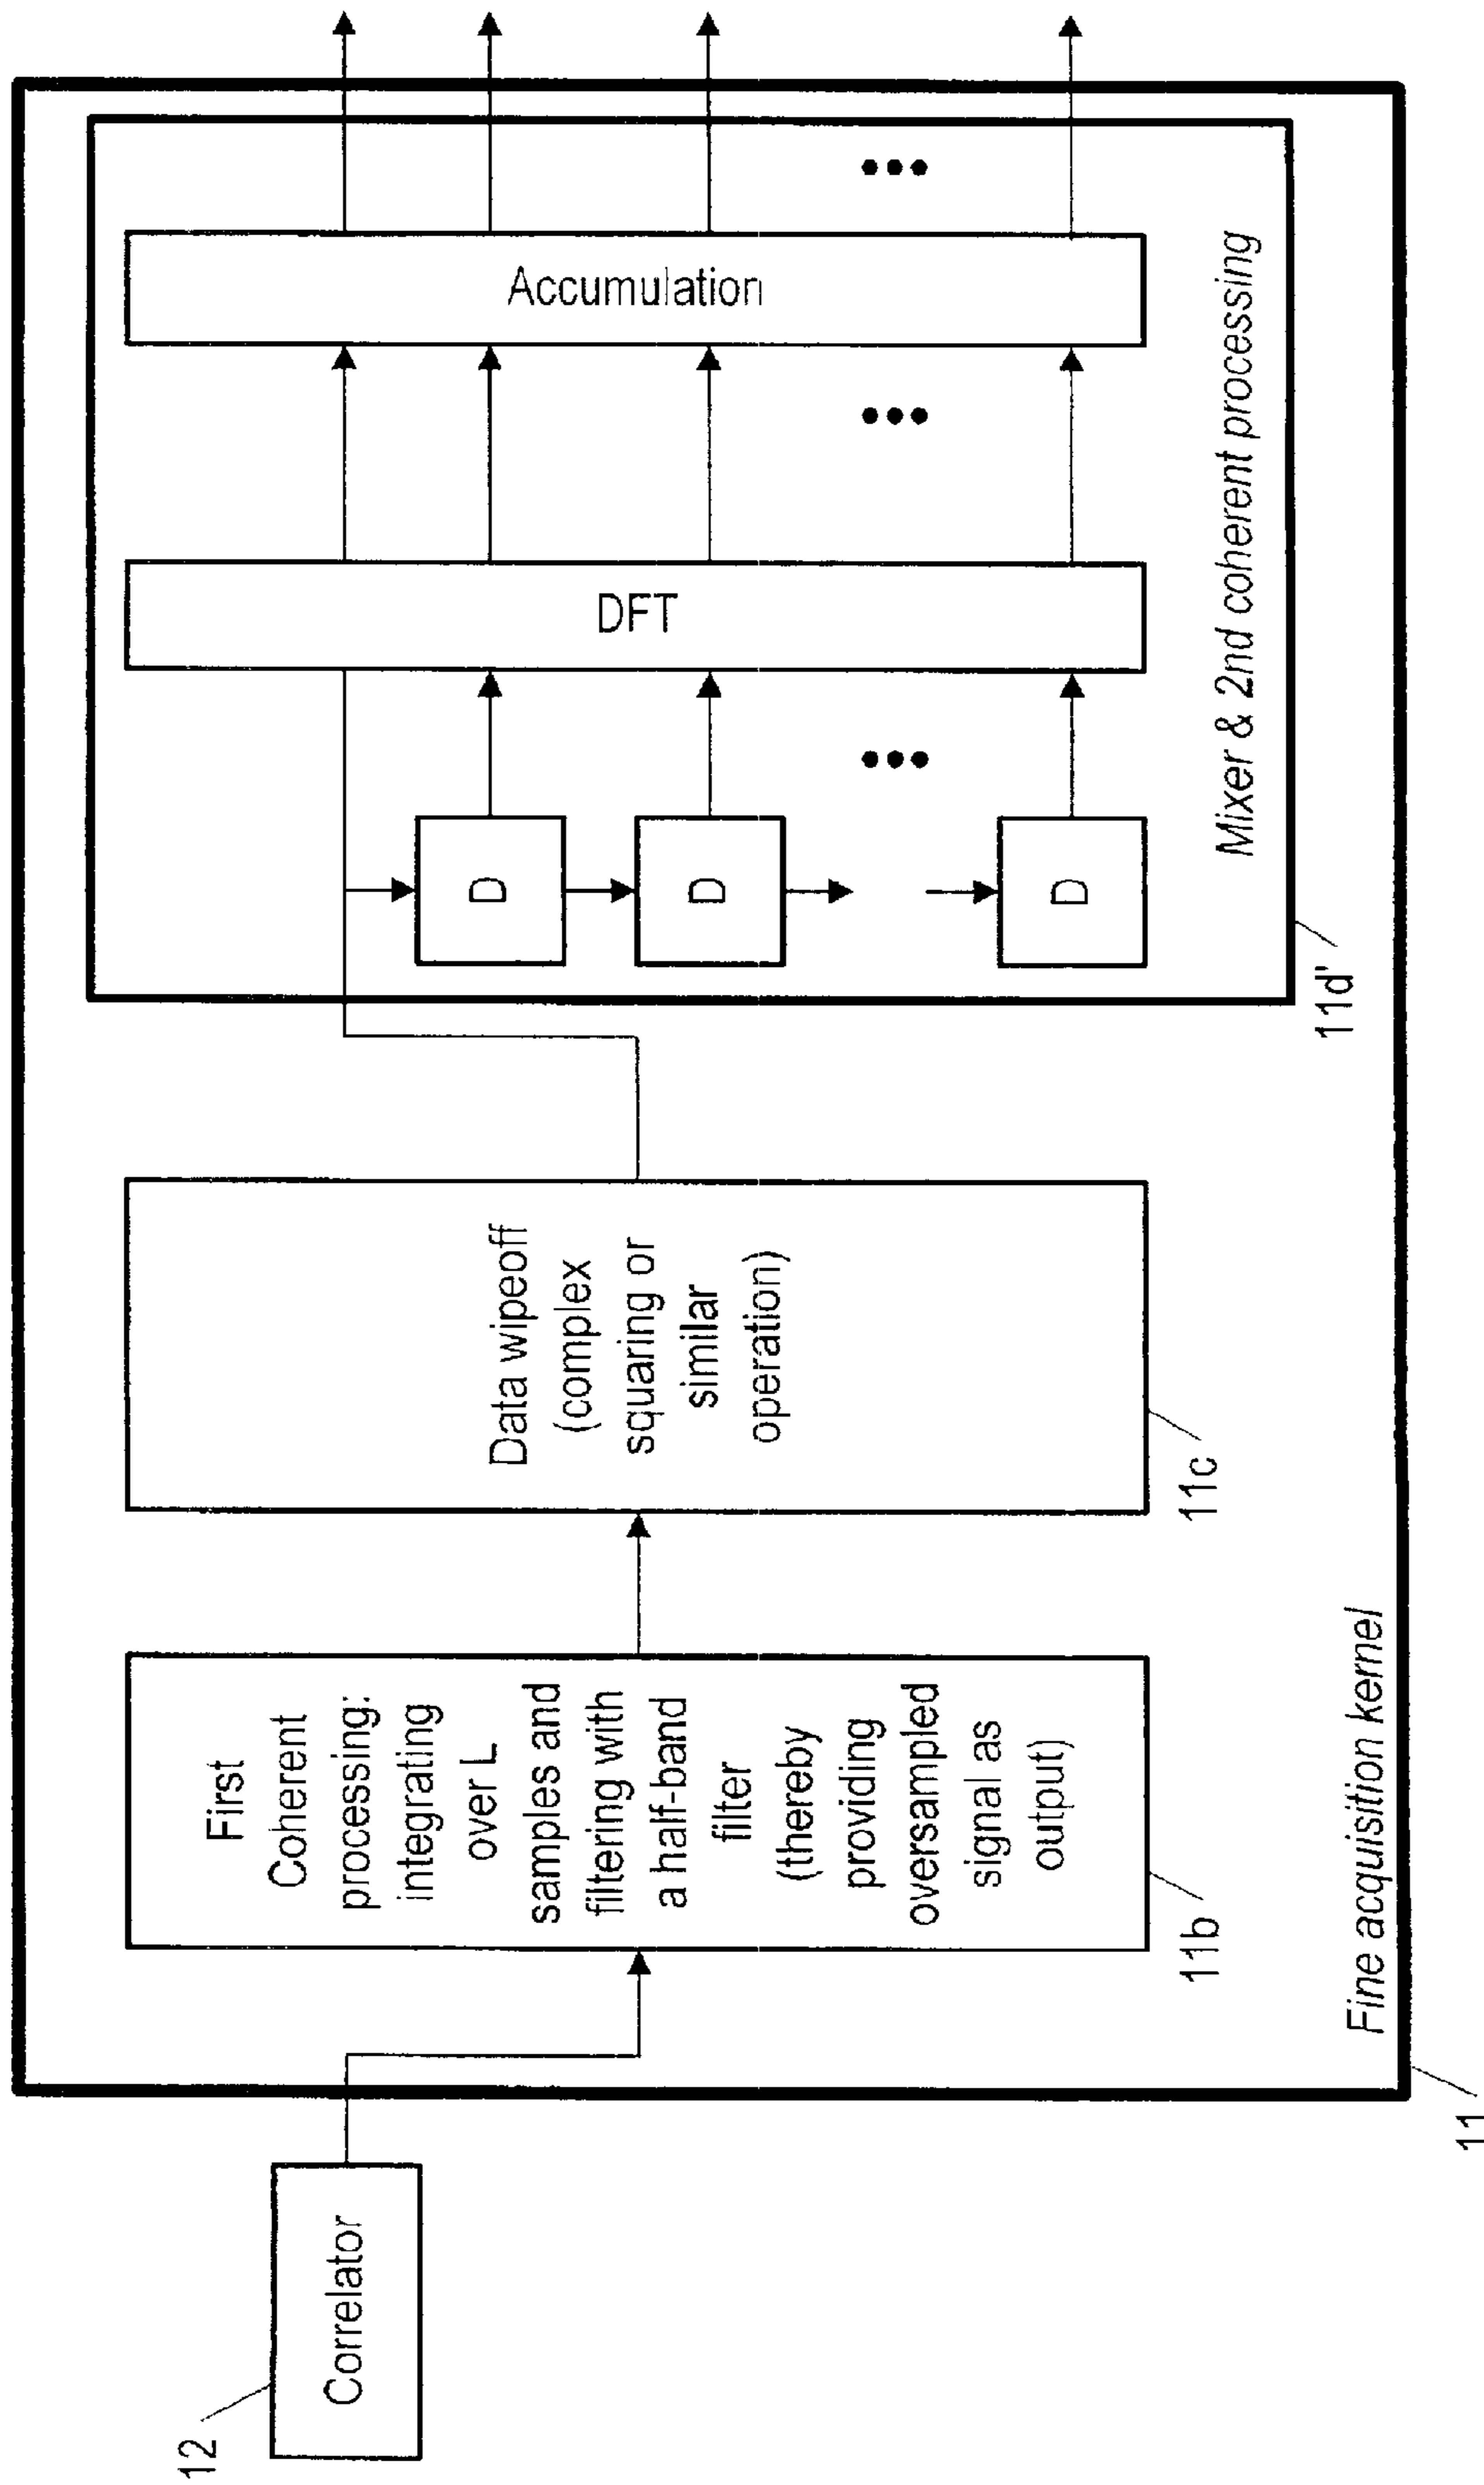 12
Correlator
11
Fine acquisition kernel
First
Coherent
processing:
integrating
over L
samples and
filtering with
a half-band
filter
(thereby
providing
oversampled
signal as
output)
11b
Data wipeoff
(complex
squaring or
similar
operation)
11c
D
D
D
•••
DFT
•••
Accumulation
•••
Mixer & 2nd coherent processing
11d'